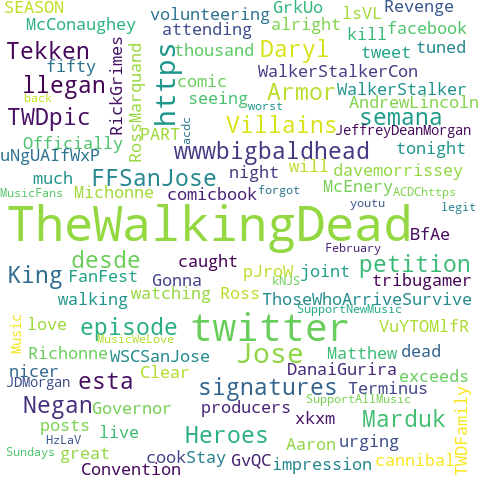 SEASON
volunteering
GrkUo
Revenge
lsVL
McConaughey
attending
alright
kill
facebook
Tekken
fifty
thousand
Daryl
tweet
tuned
llegan
https
RickGrimes
RossMarquand
comic
seeing
WalkerStalkerCon
back
Armor
WalkerStalker
AndrewLincoln
TWDpic
PART
acdc
worst
Villains
semana
JeffreyDeanMorgan
Officially
wwwbigbaldhead
tonight
uNgUAIfWxP
night
will
davemorrissey
much
FFSanJose
McEnery
ACDChttps
MusicFans
Michonne
comicbook
forgot
youtu
legit
TheWalkingDead
BfAe
February
desde
caught
petition
King
FanFest
Gonna
pJroW
joint
kNJS
tribugamer
walking
watching
Ross
ThoseWhoArriveSurvive
SupportNewMusic
Music
love
episode
twitter
VuYTOMlfR
MusicWeLove
Richonne
WSCSanJose
Jose
Matthew
dead
nicer
JDMorgan
esta
Clear
signatures
DanaiGurira
exceeds
Terminus
Negan
Governor
producers
SupportAllMusic
TWDFamily
posts
live
Heroes
xkxm
Marduk
HzLaV
Aaron
urging
Sundays
great
cook
Stay
GvQC
impression
cannibal
Convention